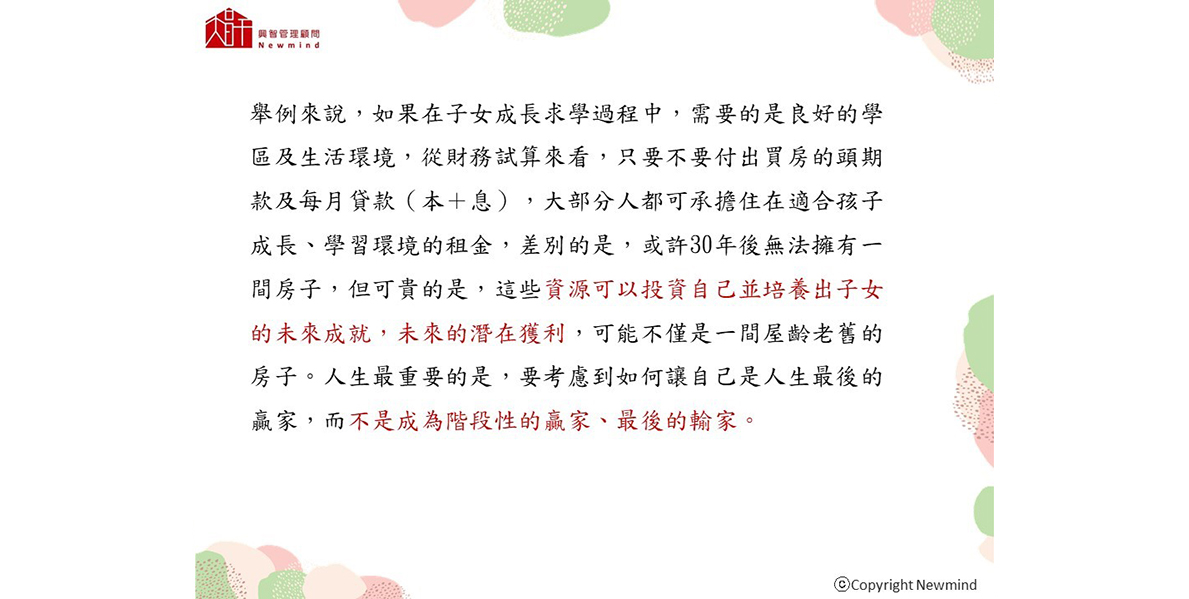 興智管理顧問
Newmind
舉例來說，如果在子女成長求學過程中，需要的是良好的學
區及生活環境，從財務試算來看，只要不要付出買房的頭期
款及每月貸款（本＋息），大部分人都可承擔住在適合孩子
成長、學習環境的租金，差別的是，或許30年後無法擁有一
間房子，但可貴的是，這些資源可以投資自己並培養出子女
的未來成就，未來的潛在獲利，可能不僅是一間屋齡老舊的
房子。人生最重要的是，要考慮到如何讓自己是人生最後的
贏家，而不是成為階段性的贏家、最後的輸家。
©Copyright Newmind